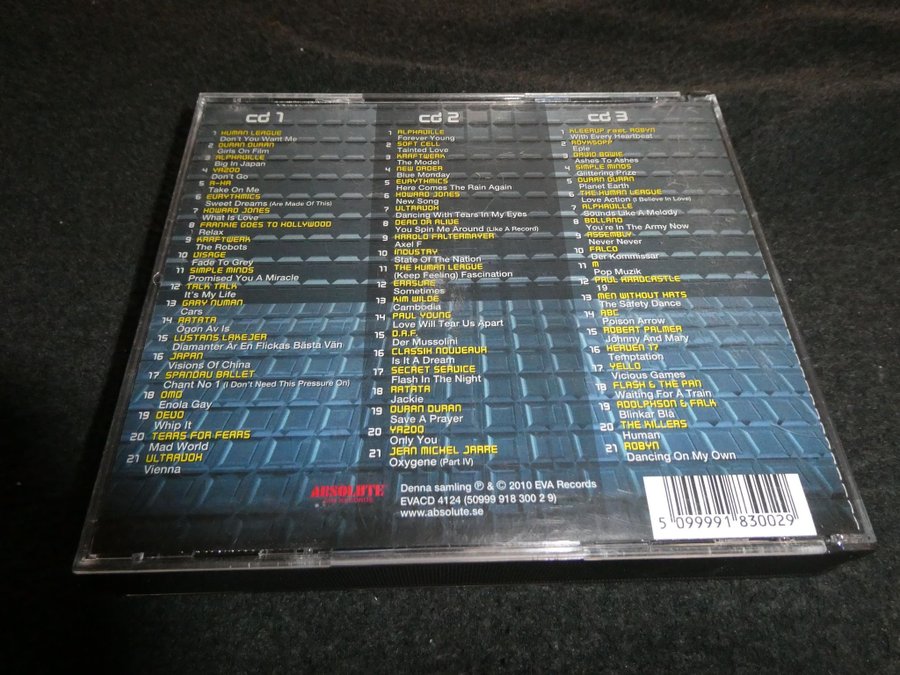 cd 1
1 HUMAN LEAGUE
Don't You Want Me
2 DURAN DURAN
Girls On Film
3 ALPHAVILLE
Big In Japan
4 YAZOO
Don't Go
5 A-HA
Take On Me
6 EURYTHMICS
Sweet Dreams (Are Made Of This)
7 HOWARD JONES
What Is Love
8 FRANKIE GOES TO HOLLYWOOD
Relax
9 KRAFTWERK
The Robots
10 VISAGE
Fade To Grey
11 SIMPLE MINDS
Promised You A Miracle
12 TALK TALK
It's My Life
13 GARY NUMAN
Cars
14 RATATA
Ögon Av Is
15 LUSTANS LAKEJER
Diamanter Är En Flickas Bästa Vän
16 JAPAN
Visions Of China
17 SPANDAU BALLET
Chant No 1 (I Don't Need This Pressure On)
18 OMD
Enola Gay
19 DEVO
Whip It
20 TEARS FOR FEARS
Mad World
21 ULTRAVOX
Vienna
cd 2
1 ALPHAVILLE
Forever Young
2 SOFT CELL
Tainted Love
3 KRAFTWERK
The Model
4 NEW ORDER
Blue Monday
5 EURYTHMICS
Here Comes The Rain Again
6 HOWARD JONES
New Song
7 ULTRAVOX
Dancing With Tears In My Eyes
8 DEAD OR ALIVE
You Spin Me Around (Like A Record)
9 HAROLD FALTERMAYER
Axel F
10 INDUSTRY
State Of The Nation
11 THE HUMAN LEAGUE
(Keep Feeling) Fascination
12 ERASURE
Sometimes
13 KIM WILDE
Cambodia
14 PAUL YOUNG
Love Will Tear Us Apart
15 D.A.F.
Der Mussolini
16 CLASSIX NOUVEAUX
Is It A Dream
17 SECRET SERVICE
Flash In The Night
18 RATATA
Jackie
19 DURAN DURAN
Save A Prayer
20 YAZOO
Only You
21 JEAN MICHEL JARRE
Oxygene (Part IV)
cd 3
1 KLEERUP feat. ROBYN
With Every Heartbeat
2 RÖYKSOPP
Eple
3 DAVID BOWIE
Ashes To Ashes
4 SIMPLE MINDS
Glittering Prize
5 DURAN DURAN
Planet Earth
6 THE HUMAN LEAGUE
Love Action (I Believe In Love)
7 ALPHAVILLE
Sounds Like A Melody
8 BOLLAND
You're In The Army Now
9 ASSEMBLY
Never Never
10 FALCO
Der Kommissar
11 M
Pop Muzik
12 PAUL HARDCASTLE
19
13 MEN WITHOUT HATS
The Safety Dance
14 ABC
Poison Arrow
15 ROBERT PALMER
Johnny And Mary
16 HEAVEN 17
Temptation
17 YELLO
Vicious Games
18 FLASH & THE PAN
Waiting For A Train
19 ADOLPHSON & FALK
Blinkar Blå
20 THE KILLERS
Human
21 ROBYN
Dancing On My Own
ABSOLUTE
Denna samling ℗ & © 2010 EVA Records
EVACD 4124 (50999 918 300 2 9)
www.absolute.se
5 099991 830029